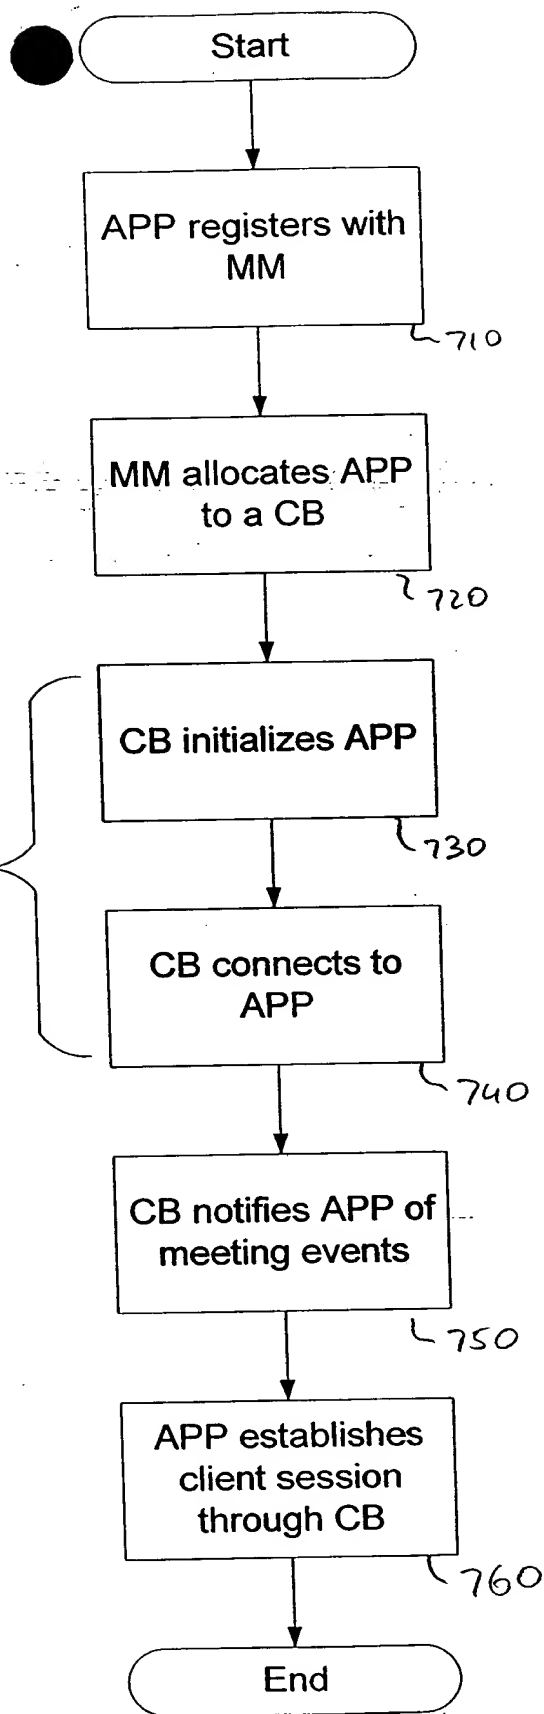 Start
APP registers with
MM
710
MM allocates APP
to a CB
720
CB initializes APP
730
CB connects to
APP
740
CB notifies APP of
meeting events
750
APP establishes
client session
through CB
760
End